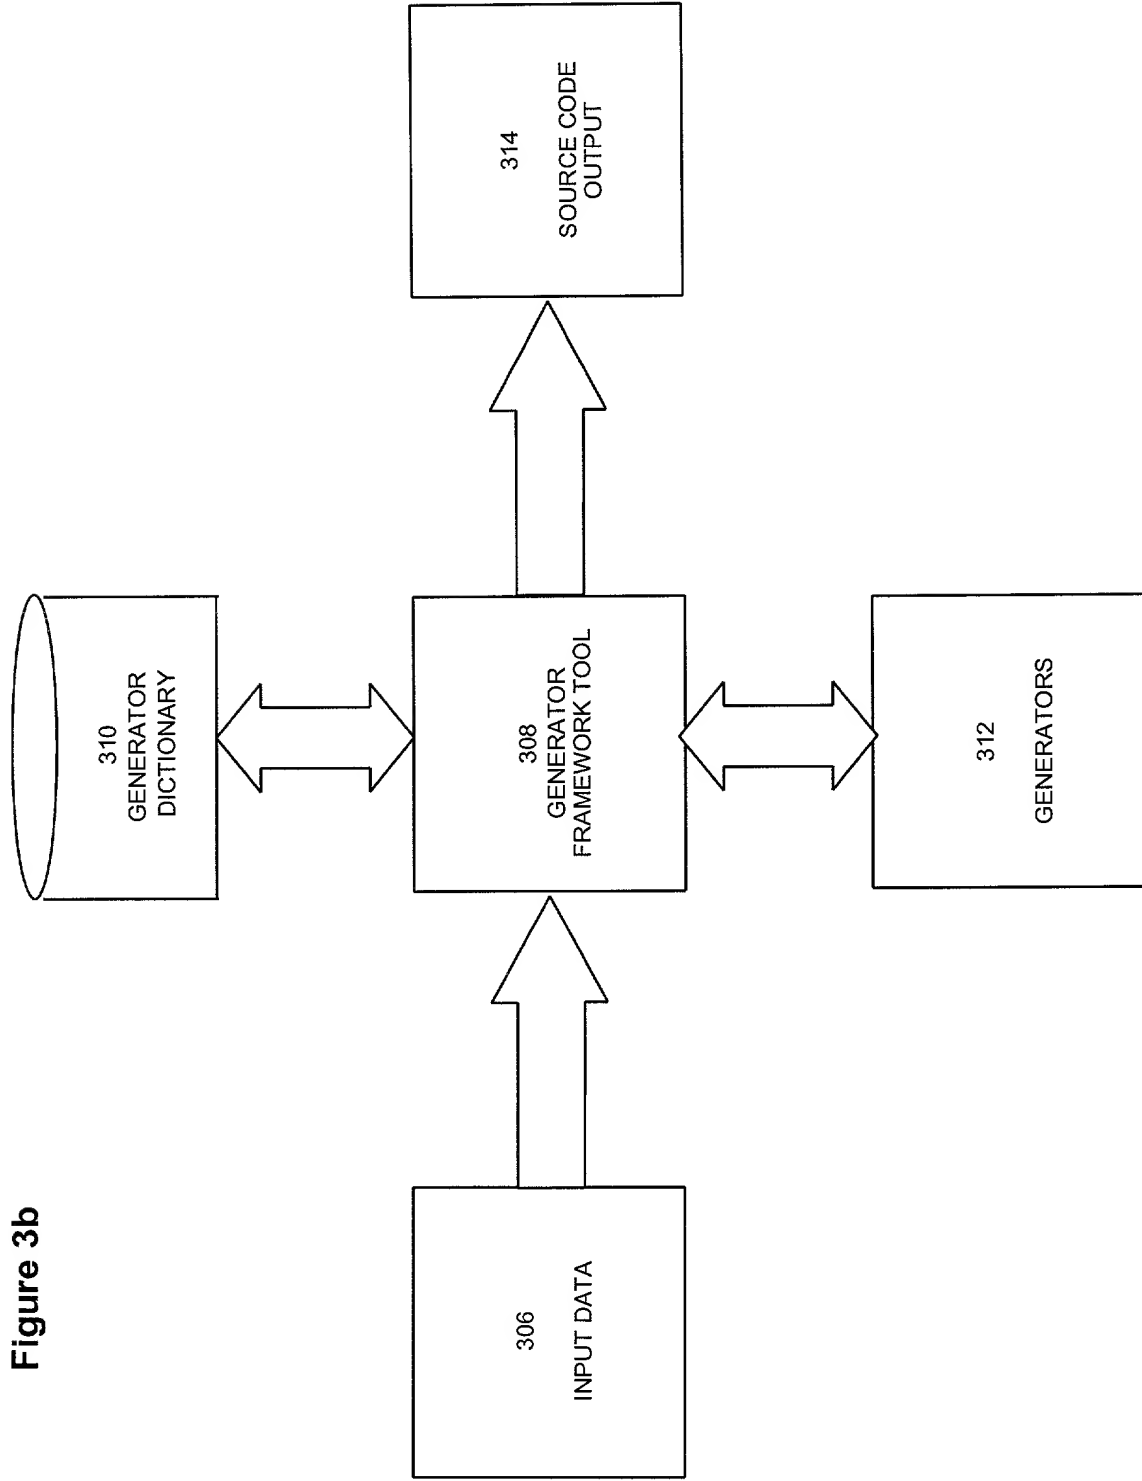 Figure 3b
310
GENERATOR
DICTIONARY
306
INPUT DATA
308
GENERATOR
FRAMEWORK TOOL
314
SOURCE CODE
OUTPUT
312
GENERATORS